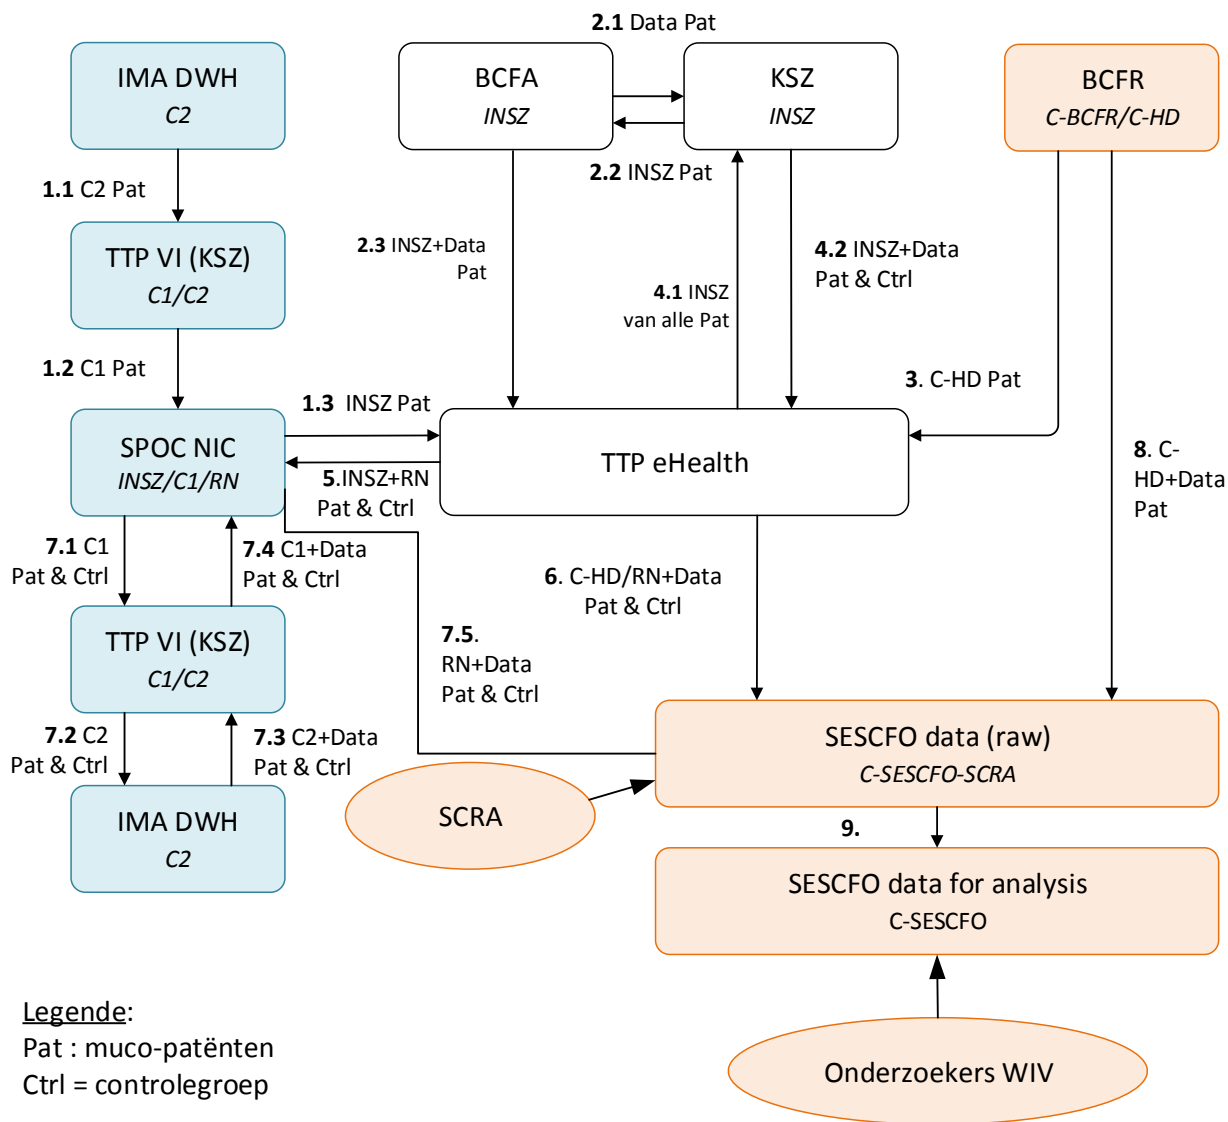 2.1 Data Pat
IMA DWH
C2
BCFA
INSZ
KSZ
INSZ
BCFR
C-BCFR/C-HD
1.1 C2 Pat
2.2 INSZ Pat
TTP VI (KSZ)
C1/C2
2.3 INSZ+Data
Pat
4.1 INSZ
van alle Pat
4.2 INSZ+Data
Pat & Ctrl
1.2 C1 Pat
3. C-HD Pat
1.3 INSZ Pat
SPOC NIC
INSZ/C1/RN
TTP eHealth
5.INSZ+RN
Pat & Ctrl
8. C-
HD+Data
Pat
7.1 C1
Pat & Ctrl
7.4 C1+Data
Pat & Ctrl
6. C-HD/RN+Data
Pat & Ctrl
TTP VI (KSZ)
C1/C2
7.5.
RN+Data
Pat & Ctrl
7.2 C2
Pat & Ctrl
7.3 C2+Data
Pat & Ctrl
SESCFO data (raw)
C-SESCFO-SCRA
IMA DWH
C2
SCRA
9.
SESCFO data for analysis
C-SESCFO
Legende:
Pat : muco-patënten
Ctrl = controlegroep
Onderzoekers WIV